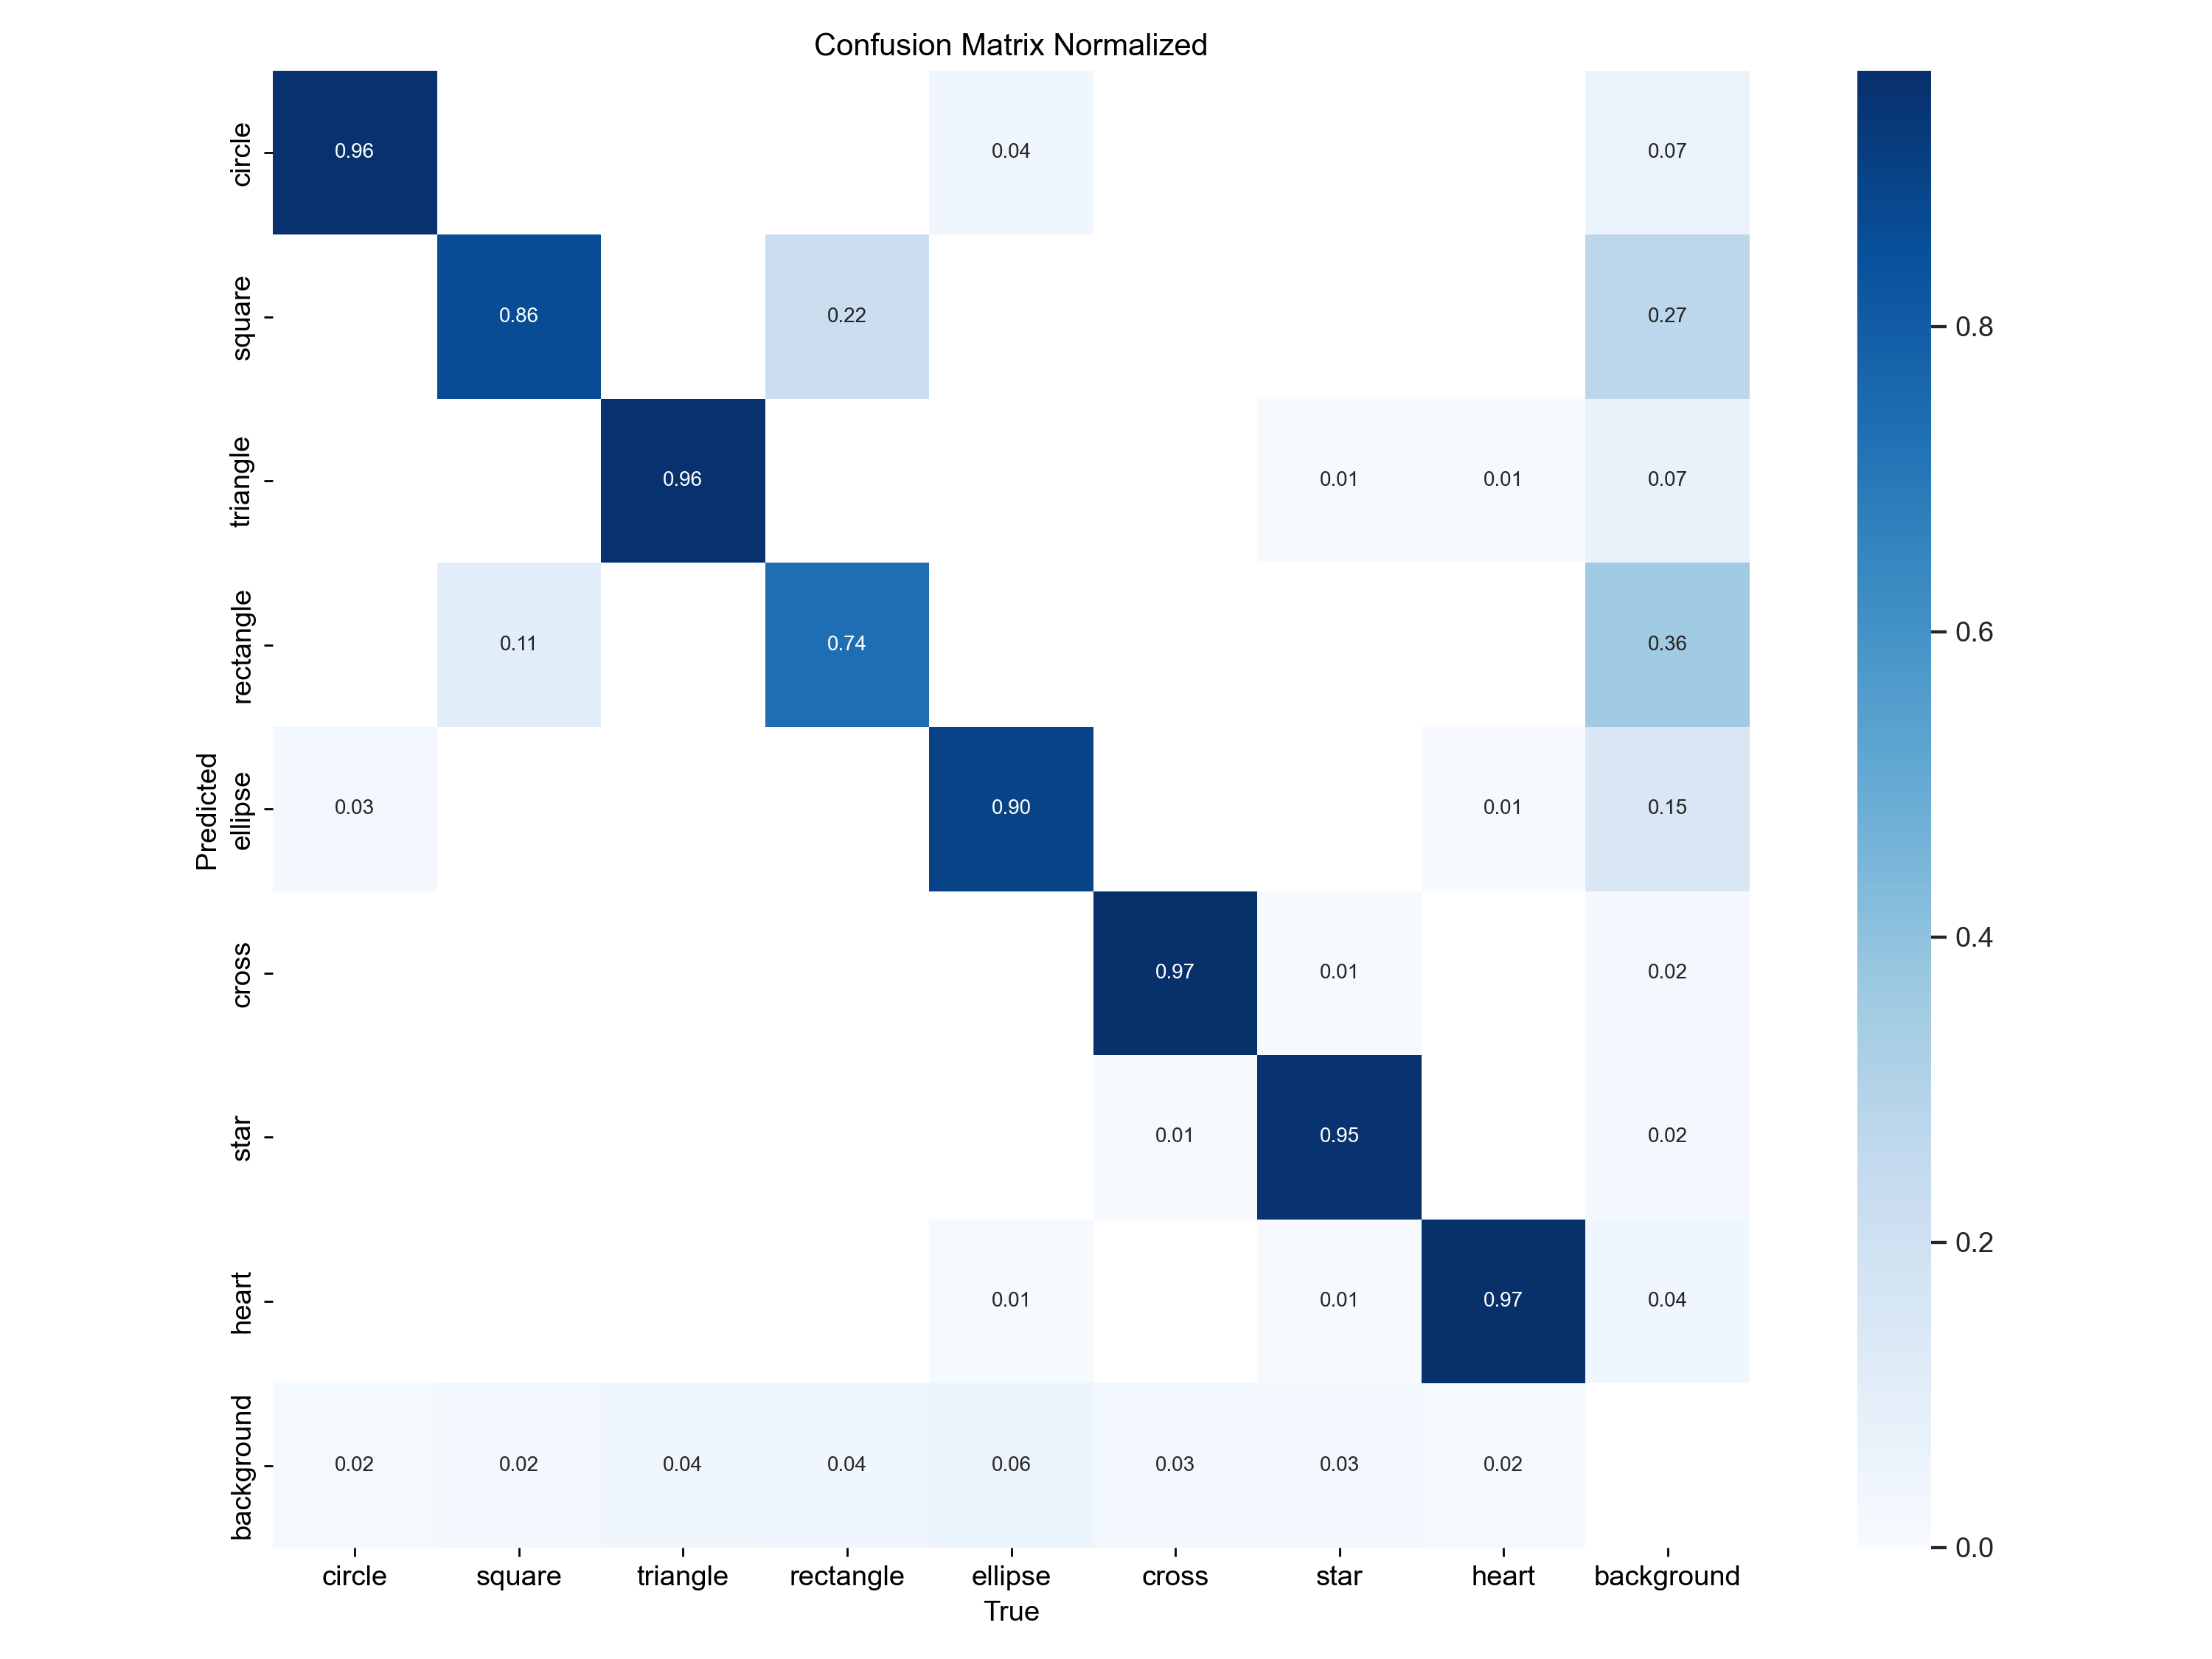 Confusion Matrix Normalized
circle 0.96 0.04 0.07
square 0.86 0.22 0.27
0.8
triangle 0.96 0.01 0.01 0.07
rectangle 0.11 0.74 0.36
0.6
Predicted
ellipse 0.03 0.90 0.01 0.15
0.4
cross 0.97 0.01 0.02
star 0.01 0.95 0.02
0.2
heart 0.01 0.01 0.97 0.04
background 0.02 0.02 0.04 0.04 0.06 0.03 0.03 0.02
0.0
circle square triangle rectangle ellipse cross star heart background
True